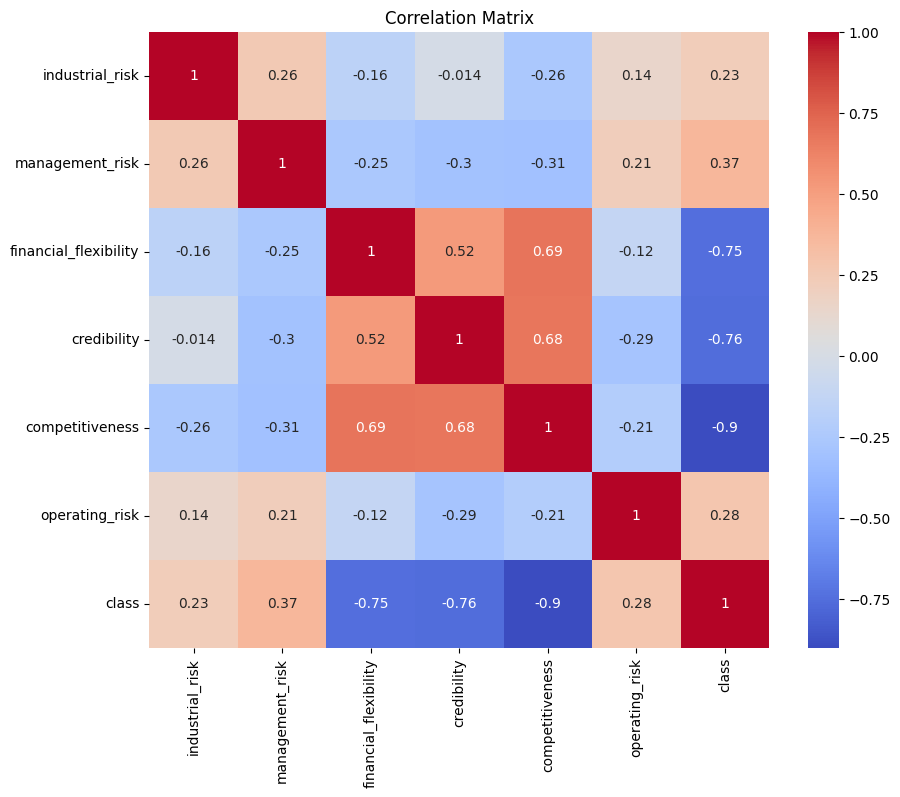 Correlation Matrix
industrial_risk 1 0.26 -0.16 -0.014 -0.26 0.14 0.23
management_risk 0.26 1 -0.25 -0.3 -0.31 0.21 0.37
financial_flexibility -0.16 -0.25 1 0.52 0.69 -0.12 -0.75
credibility -0.014 -0.3 0.52 1 0.68 -0.29 -0.76
competitiveness -0.26 -0.31 0.69 0.68 1 -0.21 -0.9
operating_risk 0.14 0.21 -0.12 -0.29 -0.21 1 0.28
class 0.23 0.37 -0.75 -0.76 -0.9 0.28 1
industrial_risk
management_risk
financial_flexibility
credibility
competitiveness
operating_risk
class
1.00
0.75
0.50
0.25
0.00
−0.25
−0.50
−0.75